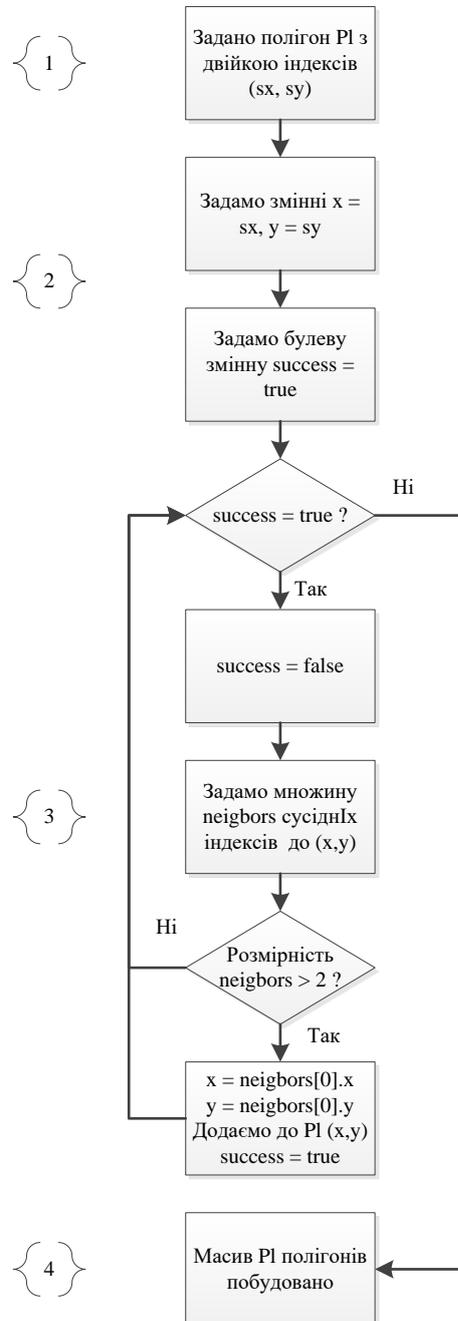 1
Задано полігон Pl з
двійкою індексів
(sx, sy)
Задамо змінні x =
sx, y = sy
2
Задамо булеву
змінну success =
true
success = true ?
Ні
Так
success = false
3
Задамо множину
neigbors сусіднІх
індексів до (x,y)
Ні
Розмірність
neigbors > 2 ?
Так
x = neigbors[0].x
y = neigbors[0].y
Додаємо до Pl (x,y)
success = true
4
Масив Pl полігонів
побудовано